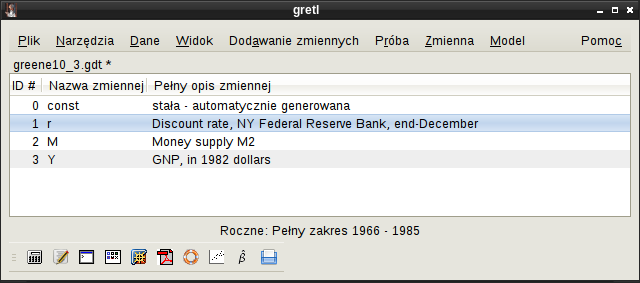 gretl
Plik Narzędzia Dane Widok Dodawanie zmiennych Próba Zmienna Model Pomoc
greene10_3.gdt *
ID # Nazwa zmiennej Pełny opis zmiennej
0 const stała - automatycznie generowana
1 r Discount rate, NY Federal Reserve Bank, end-December
2 M Money supply M2
3 Y GNP, in 1982 dollars
Roczne: Pełny zakres 1966 - 1985
β̂